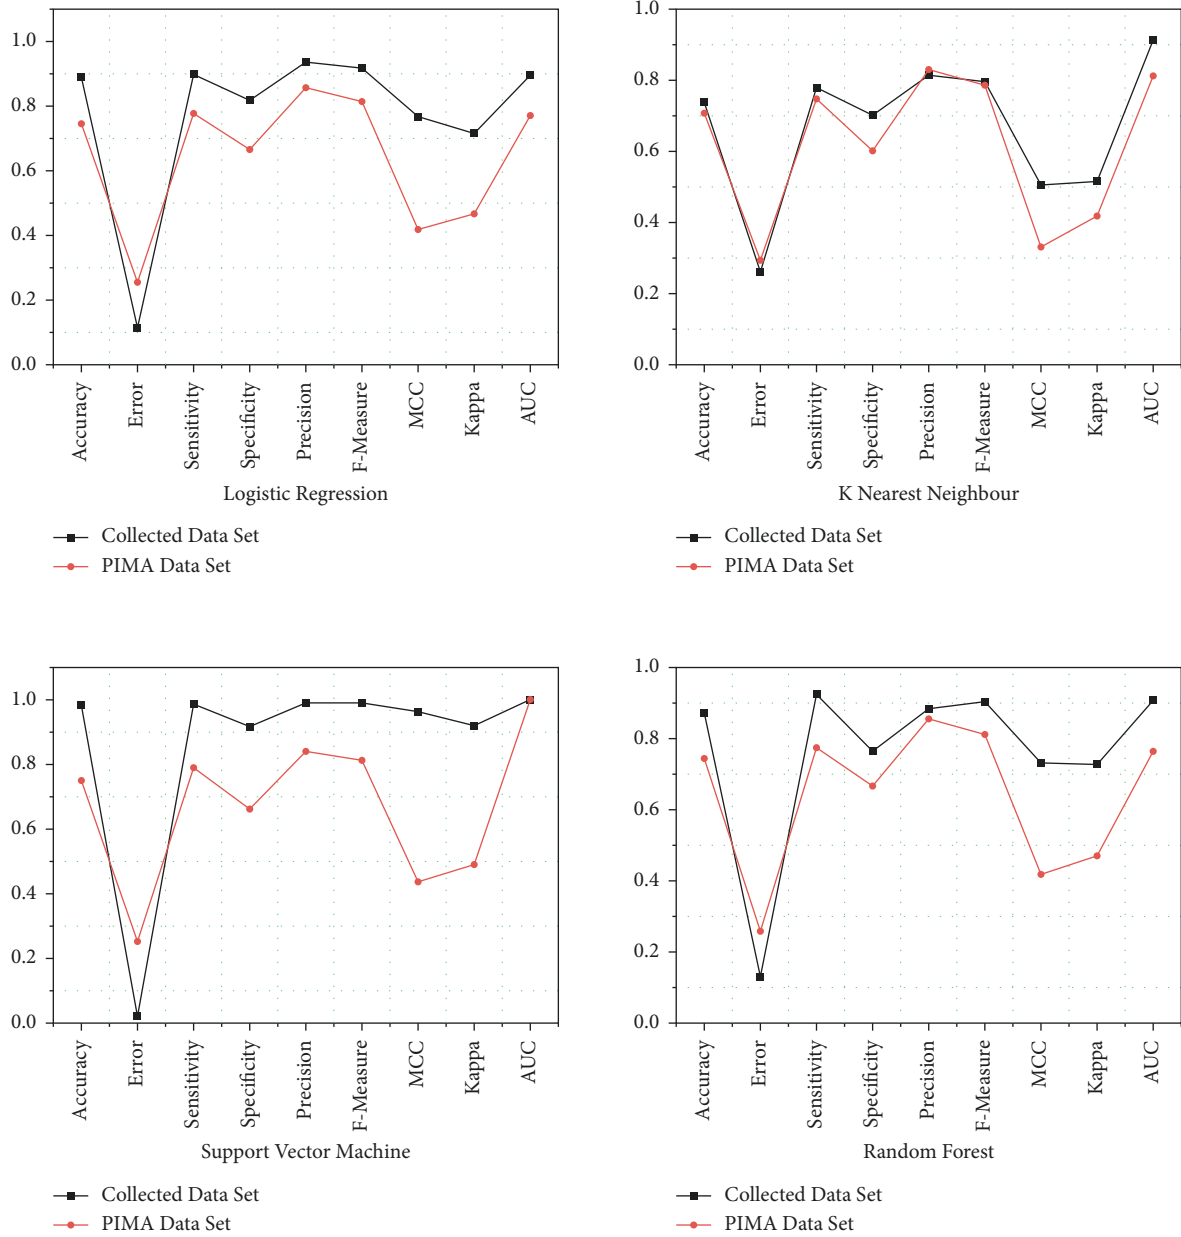 1.0
0.8
0.6
0.4
0.2
0.0
Accuracy
Error
Sensitivity
Specificity
Precision
F-Measure
MCC
Kappa
AUC
Logistic Regression
Collected Data Set
PIMA Data Set
1.0
0.8
0.6
0.4
0.2
0.0
Accuracy
Error
Sensitivity
Specificity
Precision
F-Measure
MCC
Kappa
AUC
K Nearest Neighbour
Collected Data Set
PIMA Data Set
1.0
0.8
0.6
0.4
0.2
0.0
Accuracy
Error
Sensitivity
Specificity
Precision
F-Measure
MCC
Kappa
AUC
Support Vector Machine
Collected Data Set
PIMA Data Set
1.0
0.8
0.6
0.4
0.2
0.0
Accuracy
Error
Sensitivity
Specificity
Precision
F-Measure
MCC
Kappa
AUC
Random Forest
Collected Data Set
PIMA Data Set